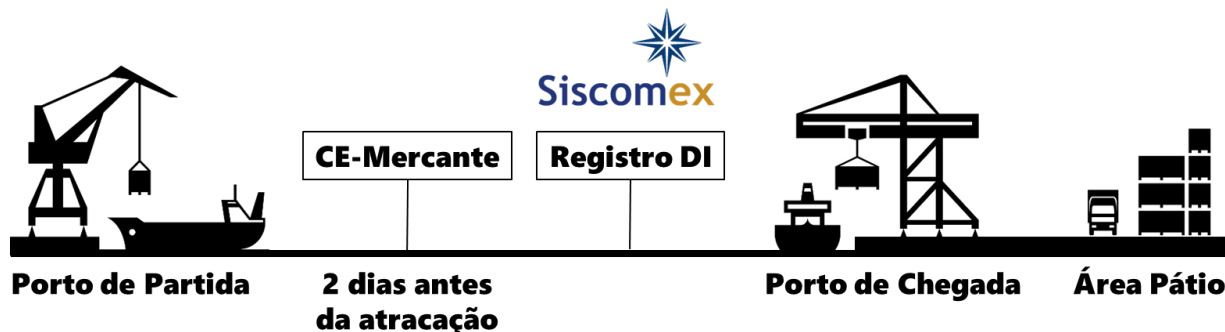 Siscomex
CE-Mercante
Registro DI
Porto de Partida
2 dias antes
da atracação
Porto de Chegada
Área Pátio